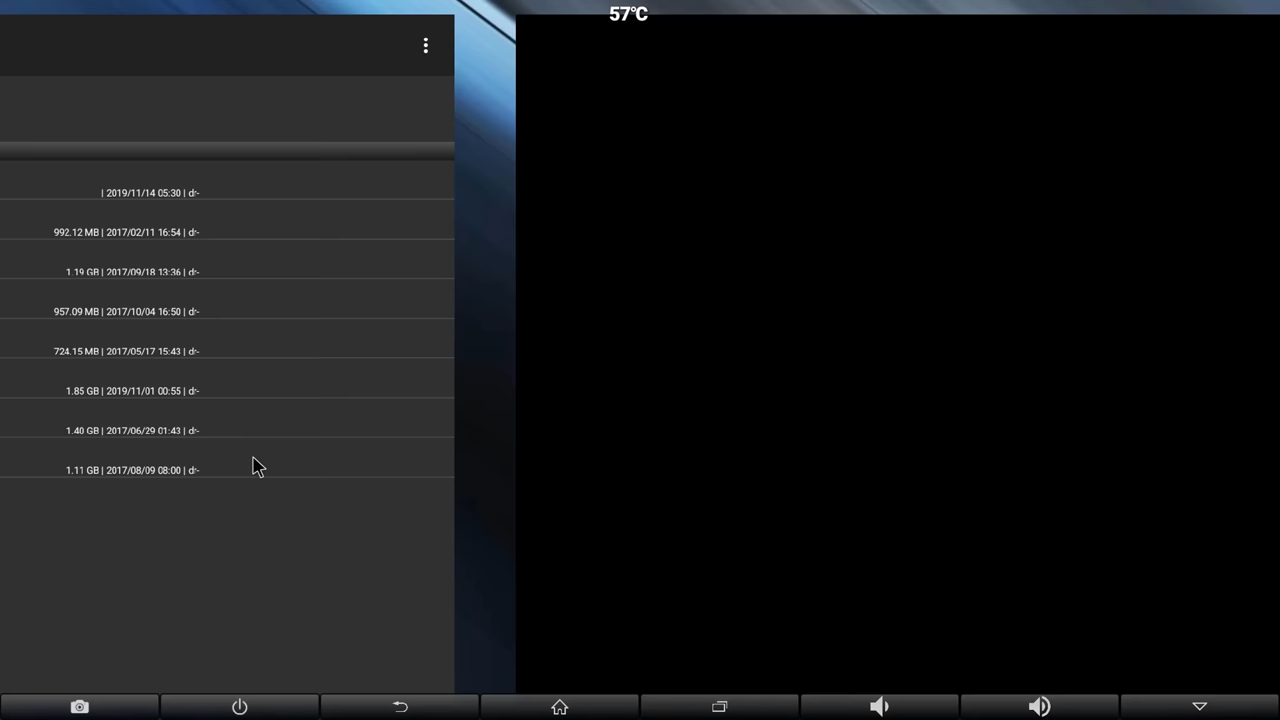 57°C
| 2019/11/14 05:30 | d-
992.12 MB | 2017/02/11 16:54 | d-
1.19 GB | 2017/09/18 13:36 | d-
957.09 MB | 2017/10/04 16:50 | d-
724.15 MB | 2017/05/17 15:43 | d-
1.85 GB | 2019/11/01 00:55 | d-
1.40 GB | 2017/06/29 01:43 | d-
1.11 GB | 2017/08/09 08:00 | d-